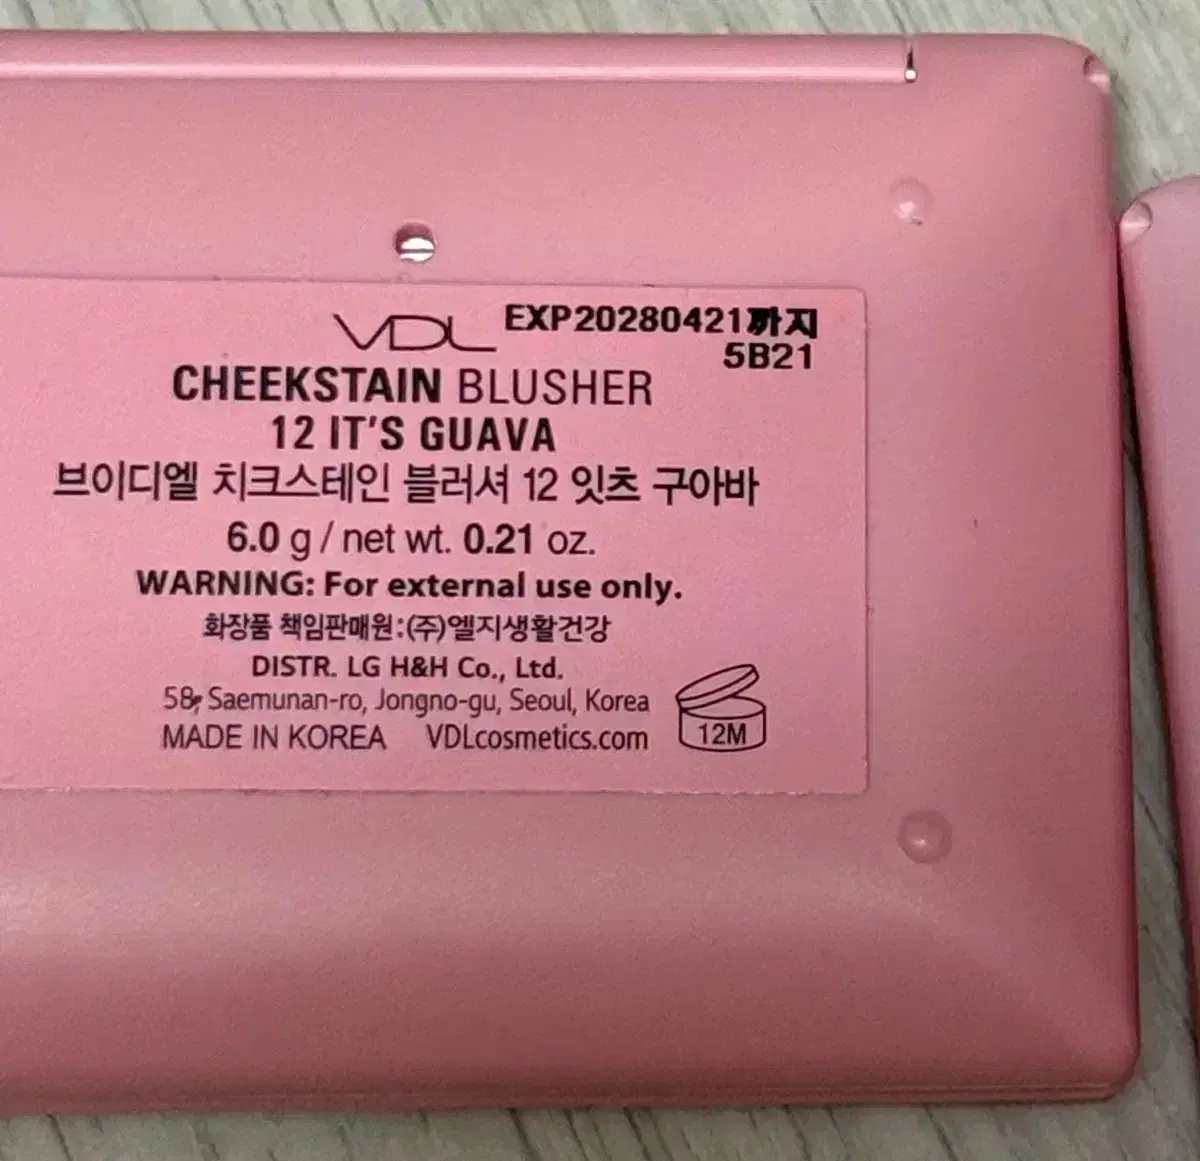 VDL EXP20280421까지
5B21
CHEEKSTAIN BLUSHER
12 IT'S GUAVA
브이디엘 치크스테인 블러셔 12 잇츠 구아바
6.0 g / net wt. 0.21 oz.
WARNING: For external use only.
화장품 책임판매원:(주)엘지생활건강
DISTR. LG H&H Co., Ltd.
58, Saemunan-ro, Jongno-gu, Seoul, Korea
MADE IN KOREA VDLcosmetics.com
12M